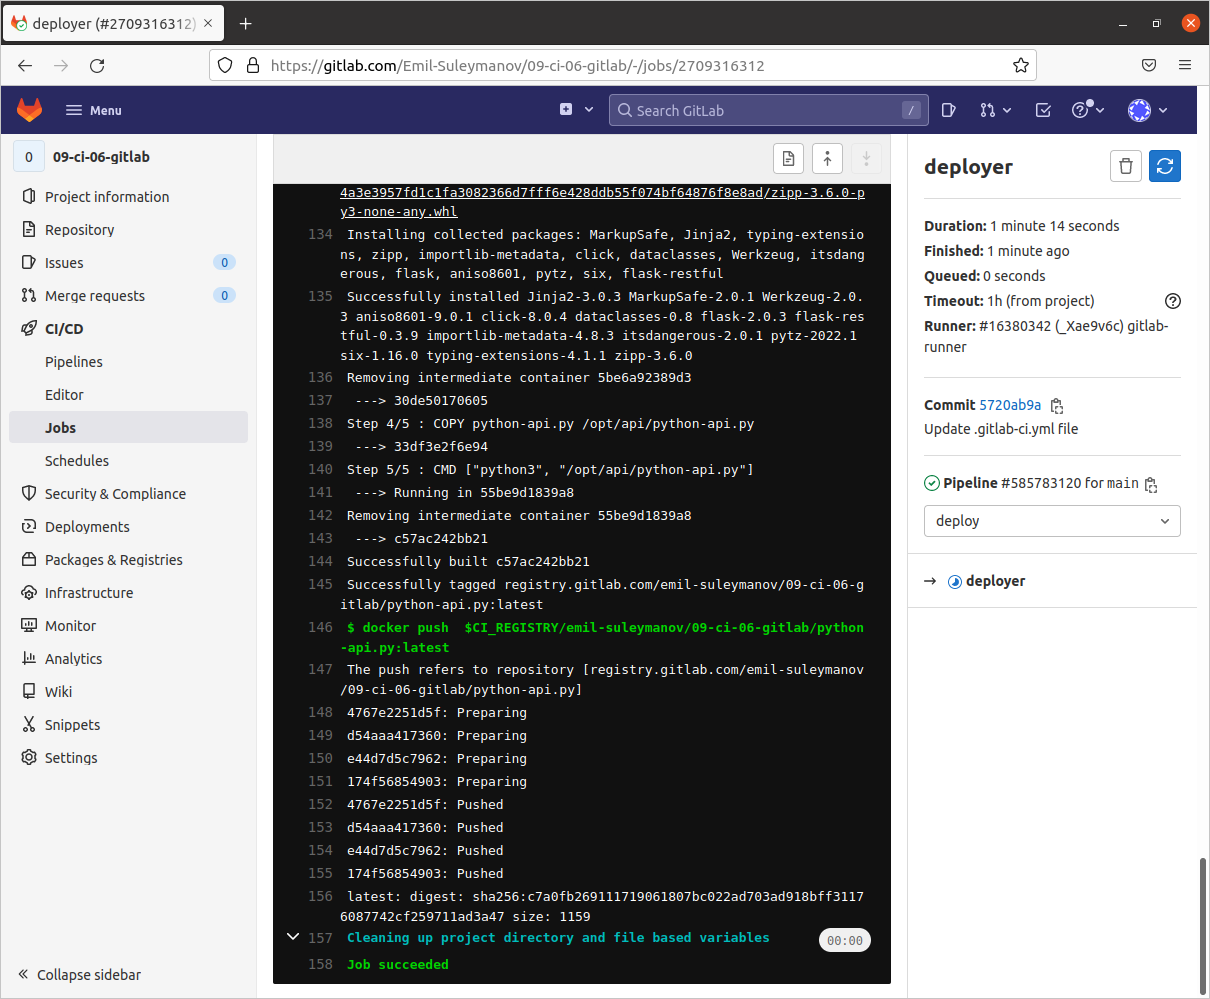 deployer (#2709316312)
https://gitlab.com/Emil-Suleymanov/09-ci-06-gitlab/-/jobs/2709316312
Menu
Search GitLab
/
0 09-ci-06-gitlab
Project information
Repository
Issues 0
Merge requests 0
CI/CD
Pipelines
Editor
Jobs
Schedules
Security & Compliance
Deployments
Packages & Registries
Infrastructure
Monitor
Analytics
Wiki
Snippets
Settings
Collapse sidebar
4a3e3957fd1c1fa3082366d7fff6e428ddb55f074bf64876f8e8ad/zipp-3.6.0-p
y3-none-any.whl
134 Installing collected packages: MarkupSafe, Jinja2, typing-extensio
ns, zipp, importlib-metadata, click, dataclasses, Werkzeug, itsdang
erous, flask, aniso8601, pytz, six, flask-restful
135 Successfully installed Jinja2-3.0.3 MarkupSafe-2.0.1 Werkzeug-2.0.
3 aniso8601-9.0.1 click-8.0.4 dataclasses-0.8 flask-2.0.3 flask-res
tful-0.3.9 importlib-metadata-4.8.3 itsdangerous-2.0.1 pytz-2022.1
six-1.16.0 typing-extensions-4.1.1 zipp-3.6.0
136 Removing intermediate container 5be6a92389d3
137 ---> 30de50170605
138 Step 4/5 : COPY python-api.py /opt/api/python-api.py
139 ---> 33df3e2f6e94
140 Step 5/5 : CMD ["python3", "/opt/api/python-api.py"]
141 ---> Running in 55be9d1839a8
142 Removing intermediate container 55be9d1839a8
143 ---> c57ac242bb21
144 Successfully built c57ac242bb21
145 Successfully tagged registry.gitlab.com/emil-suleymanov/09-ci-06-g
itlab/python-api.py:latest
146 $ docker push  $CI_REGISTRY/emil-suleymanov/09-ci-06-gitlab/python
-api.py:latest
147 The push refers to repository [registry.gitlab.com/emil-suleymanov
/09-ci-06-gitlab/python-api.py]
148 4767e2251d5f: Preparing
149 d54aaa417360: Preparing
150 e44d7d5c7962: Preparing
151 174f56854903: Preparing
152 4767e2251d5f: Pushed
153 d54aaa417360: Pushed
154 e44d7d5c7962: Pushed
155 174f56854903: Pushed
156 latest: digest: sha256:c7a0fb269111719061807bc022ad703ad918bff3117
6087742cf259711ad3a47 size: 1159
157 Cleaning up project directory and file based variables 00:00
158 Job succeeded
deployer
Duration: 1 minute 14 seconds
Finished: 1 minute ago
Queued: 0 seconds
Timeout: 1h (from project)
Runner: #16380342 (_Xae9v6c) gitlab-
runner
Commit 5720ab9a
Update .gitlab-ci.yml file
Pipeline #585783120 for main
deploy
deployer